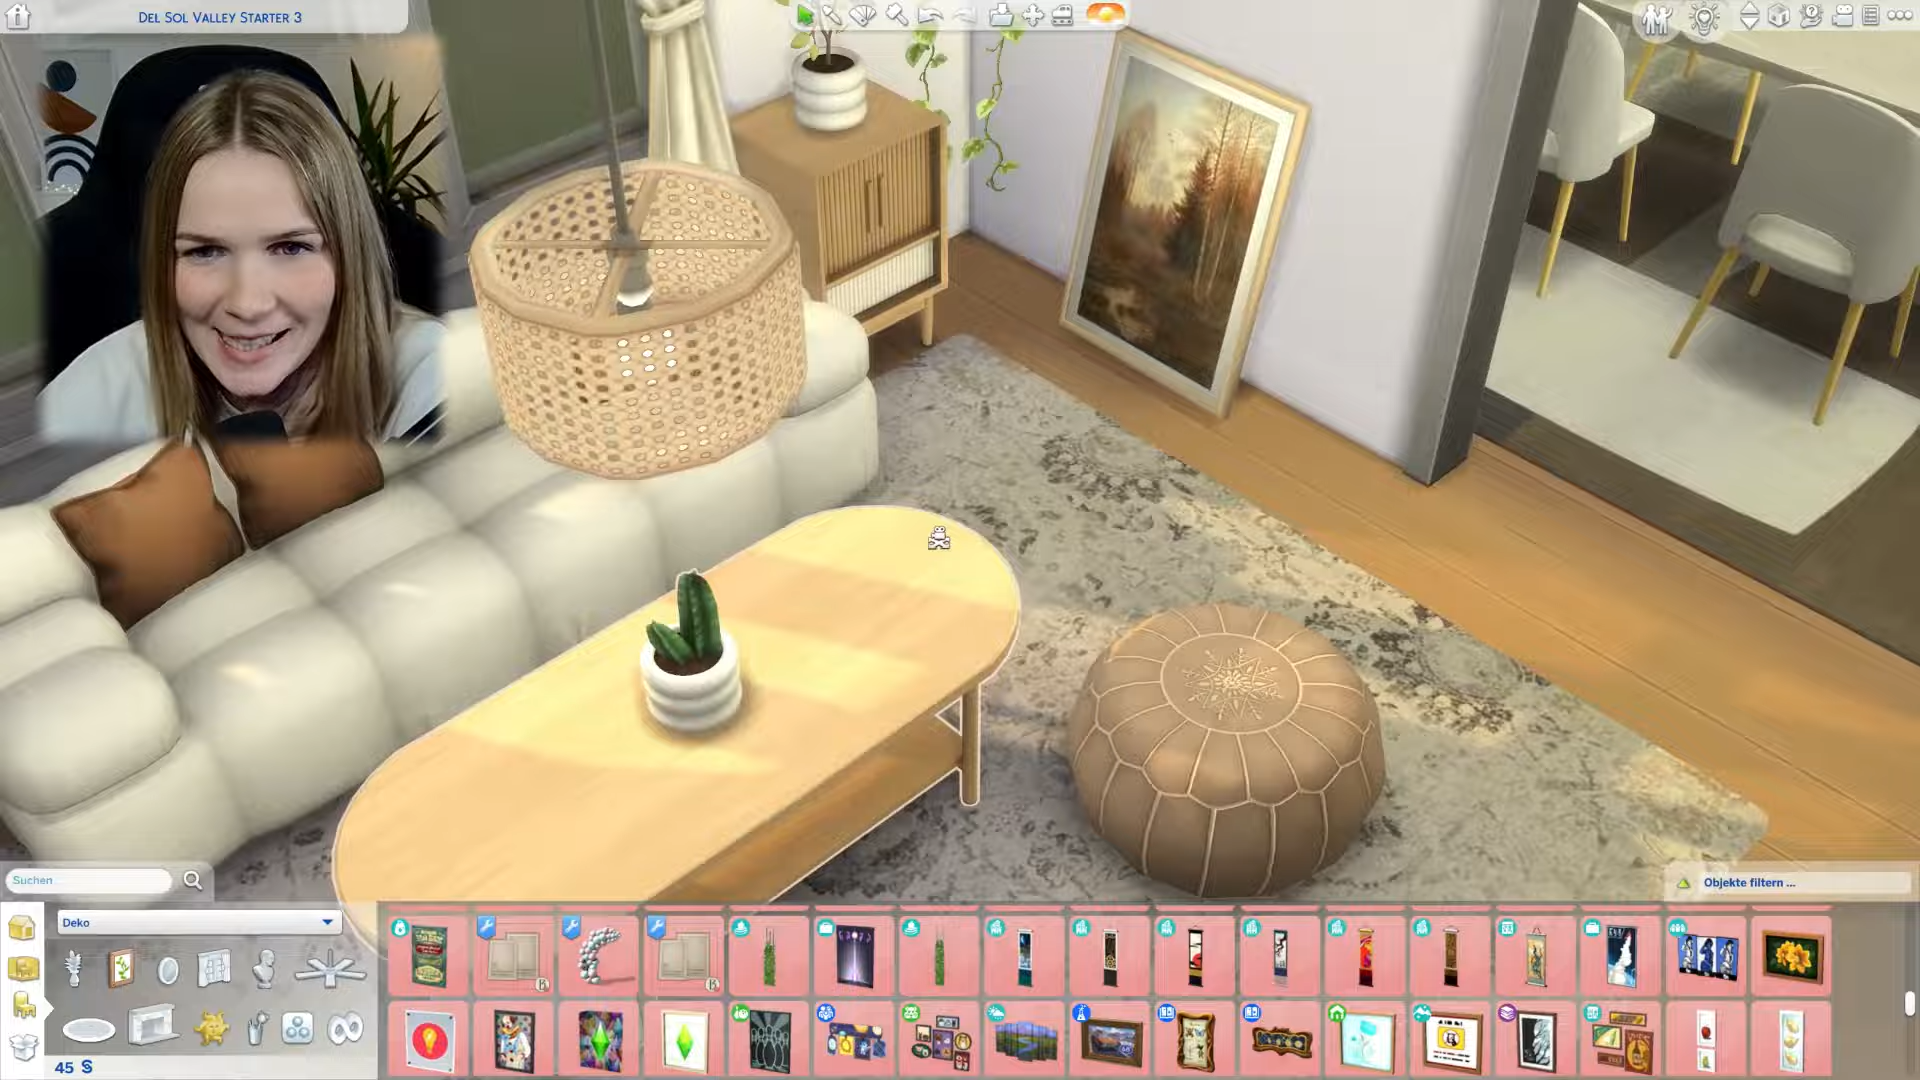 Del Sol Valley Starter 3
Suchen
Objekte filtern ...
Deko
45 S